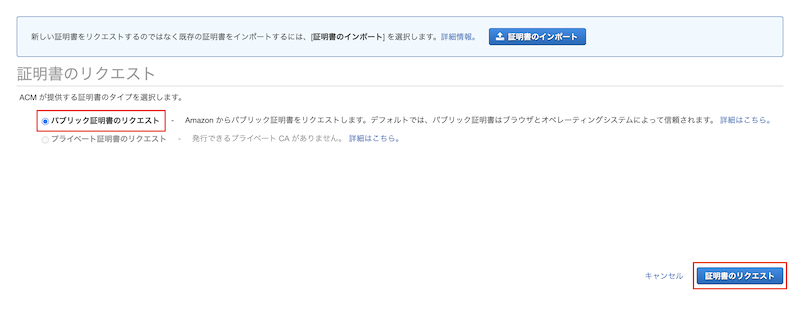 新しい証明書をリクエストするのではなく既存の証明書をインポートするには、[証明書のインポート] を選択します。詳細情報。 証明書のインポート
証明書のリクエスト
ACM が提供する証明書のタイプを選択します。
パブリック証明書のリクエスト - Amazon からパブリック証明書をリクエストします。デフォルトでは、パブリック証明書はブラウザとオペレーティングシステムによって信頼されます。 詳細はこちら。
プライベート証明書のリクエスト - 発行できるプライベート CA がありません。 詳細はこちら。
キャンセル 証明書のリクエスト